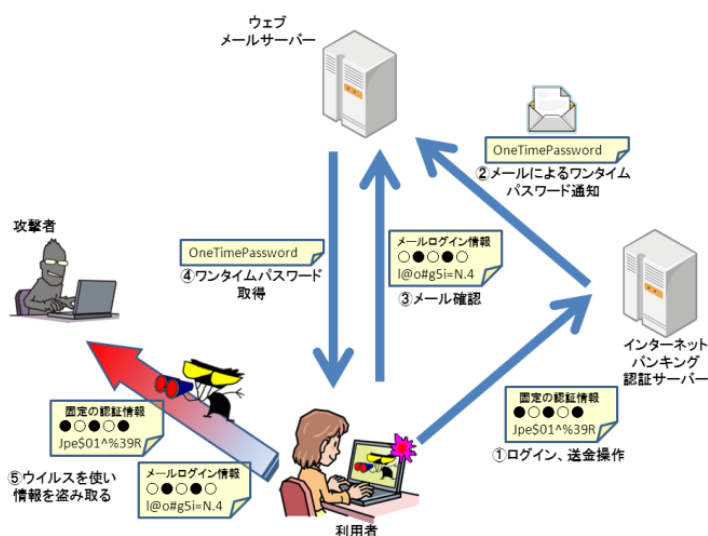 ウェブ
メールサーバー
OneTimePassword
②メールによるワンタイム
パスワード通知
攻撃者
OneTimePassword
④ワンタイムパスワード
取得
メールログイン情報
○●○●○
l@o#g5i=N.4
③メール確認
インターネット
バンキング
認証サーバー
固定の認証情報
●○●○●
Jpe$01^%39R
①ログイン、送金操作
固定の認証情報
●○●○●
Jpe$01^%39R
⑤ウイルスを使い
情報を盗み取る
メールログイン情報
○●○●○
l@o#g5i=N.4
利用者